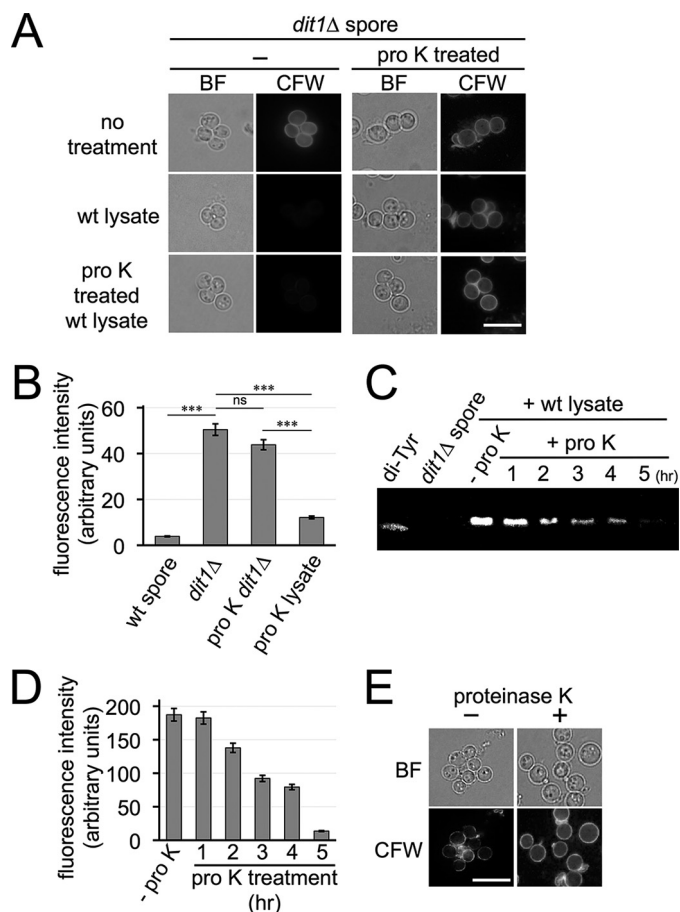 A
dit1Δ spore
–
pro K treated
BF
CFW
BF
CFW
no
treatment
wt lysate
pro K
treated
wt lysate
B
fluorescence intensity
(arbitrary units)
60
40
20
0
***
***
ns
***
wt spore
dit1Δ
pro K dit1Δ
pro K lysate
C
di-Tyr
dit1Δ spore
+ wt lysate
- pro K
+ pro K
1 2 3 4 5 (hr)
D
fluorescence intensity
(arbitrary units)
200
150
100
50
0
- pro K
1 2 3 4 5
pro K treatment
(hr)
E
proteinase K
– +
BF
CFW